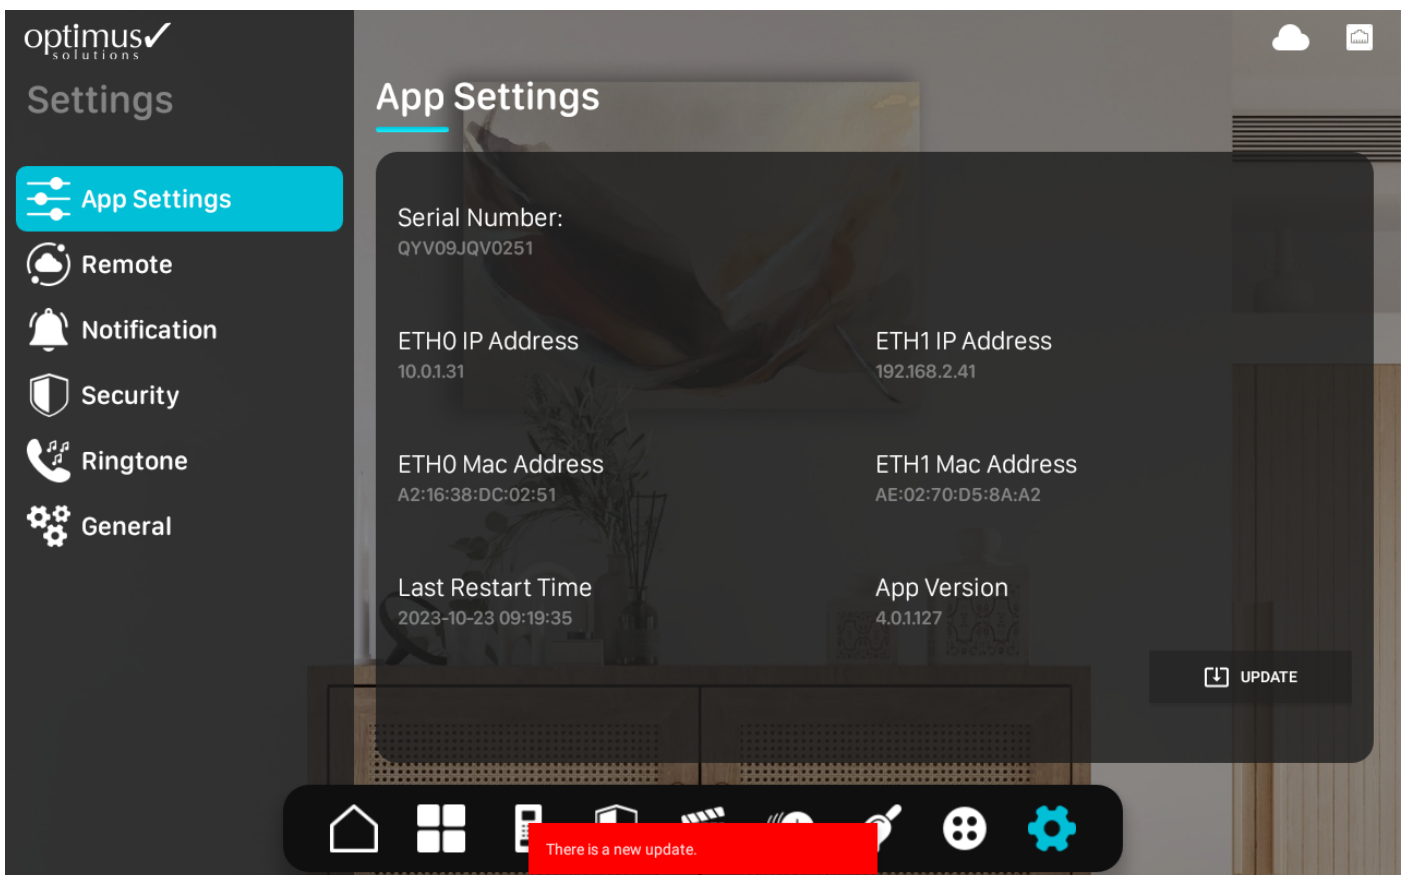 optimus
solutions
Settings
App Settings
App Settings
Remote
Notification
Security
Ringtone
General
Serial Number:
QYV09JQV0251
ETH0 IP Address
10.0.1.31
ETH1 IP Address
192.168.2.41
ETH0 Mac Address
A2:16:38:DC:02:51
ETH1 Mac Address
AE:02:70:D5:8A:A2
Last Restart Time
2023-10-23 09:19:35
App Version
4.0.1.127
UPDATE
There is a new update.